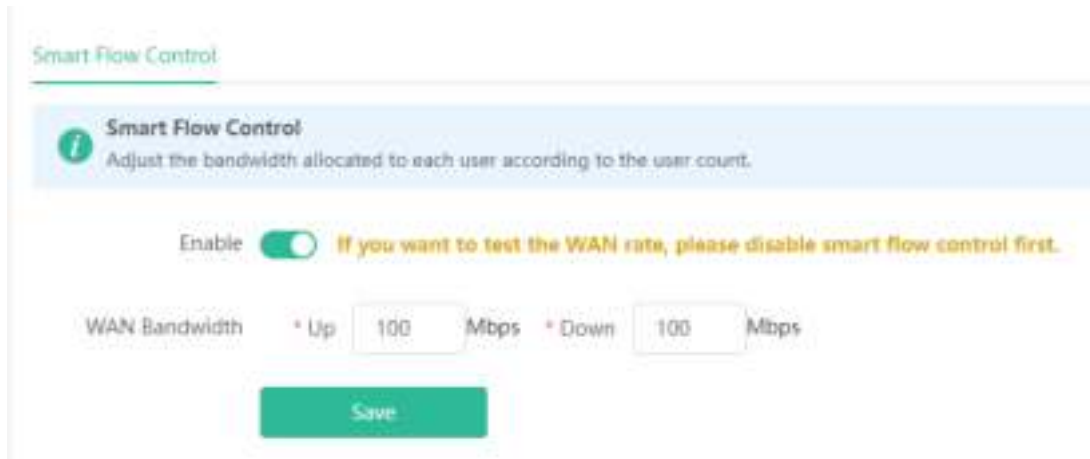 Smart Flow Control
Smart Flow Control
Adjust the bandwidth allocated to each user according to the user count.
Enable If you want to test the WAN rate, please disable smart flow control first.
WAN Bandwidth * Up 100 Mbps * Down 100 Mbps
Save